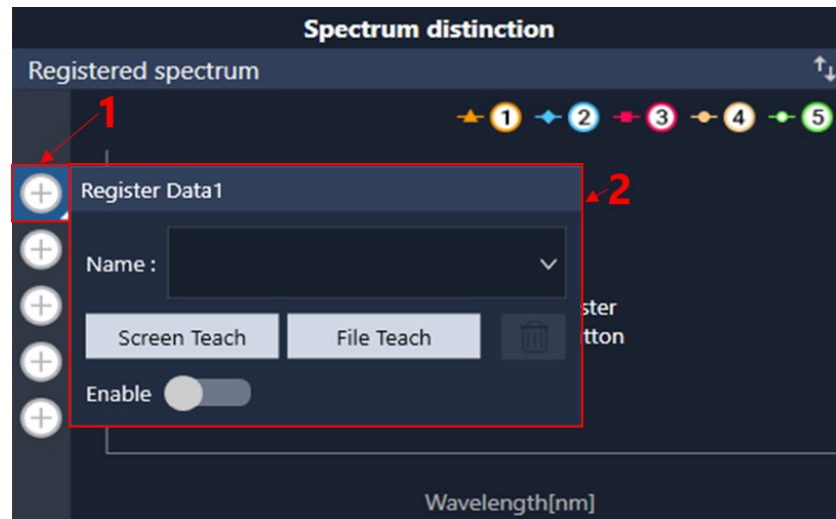 Spectrum distinction
Registered spectrum
1
1 2 3 4 5
Register Data1
2
Name :
ster
Screen Teach File Teach tton
Enable
Wavelength[nm]